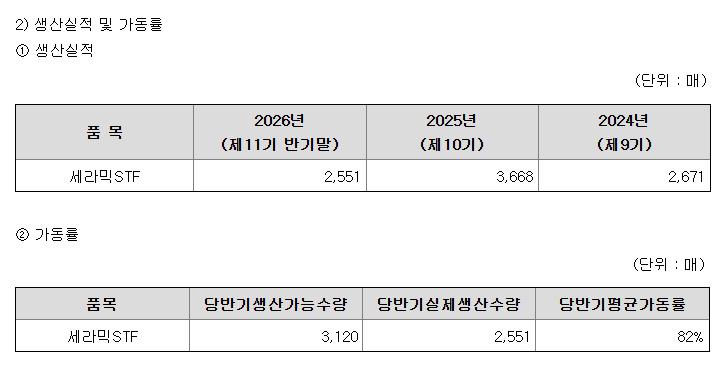 2) 생산실적 및 가동률
① 생산실적
(단위 : 매)
품 목 2026년 (제11기 반기말) 2025년 (제10기) 2024년 (제9기)
세라믹STF 2,551 3,668 2,671
② 가동률
(단위 : 매)
품목 당반기생산가능수량 당반기실제생산수량 당반기평균가동률
세라믹STF 3,120 2,551 82%